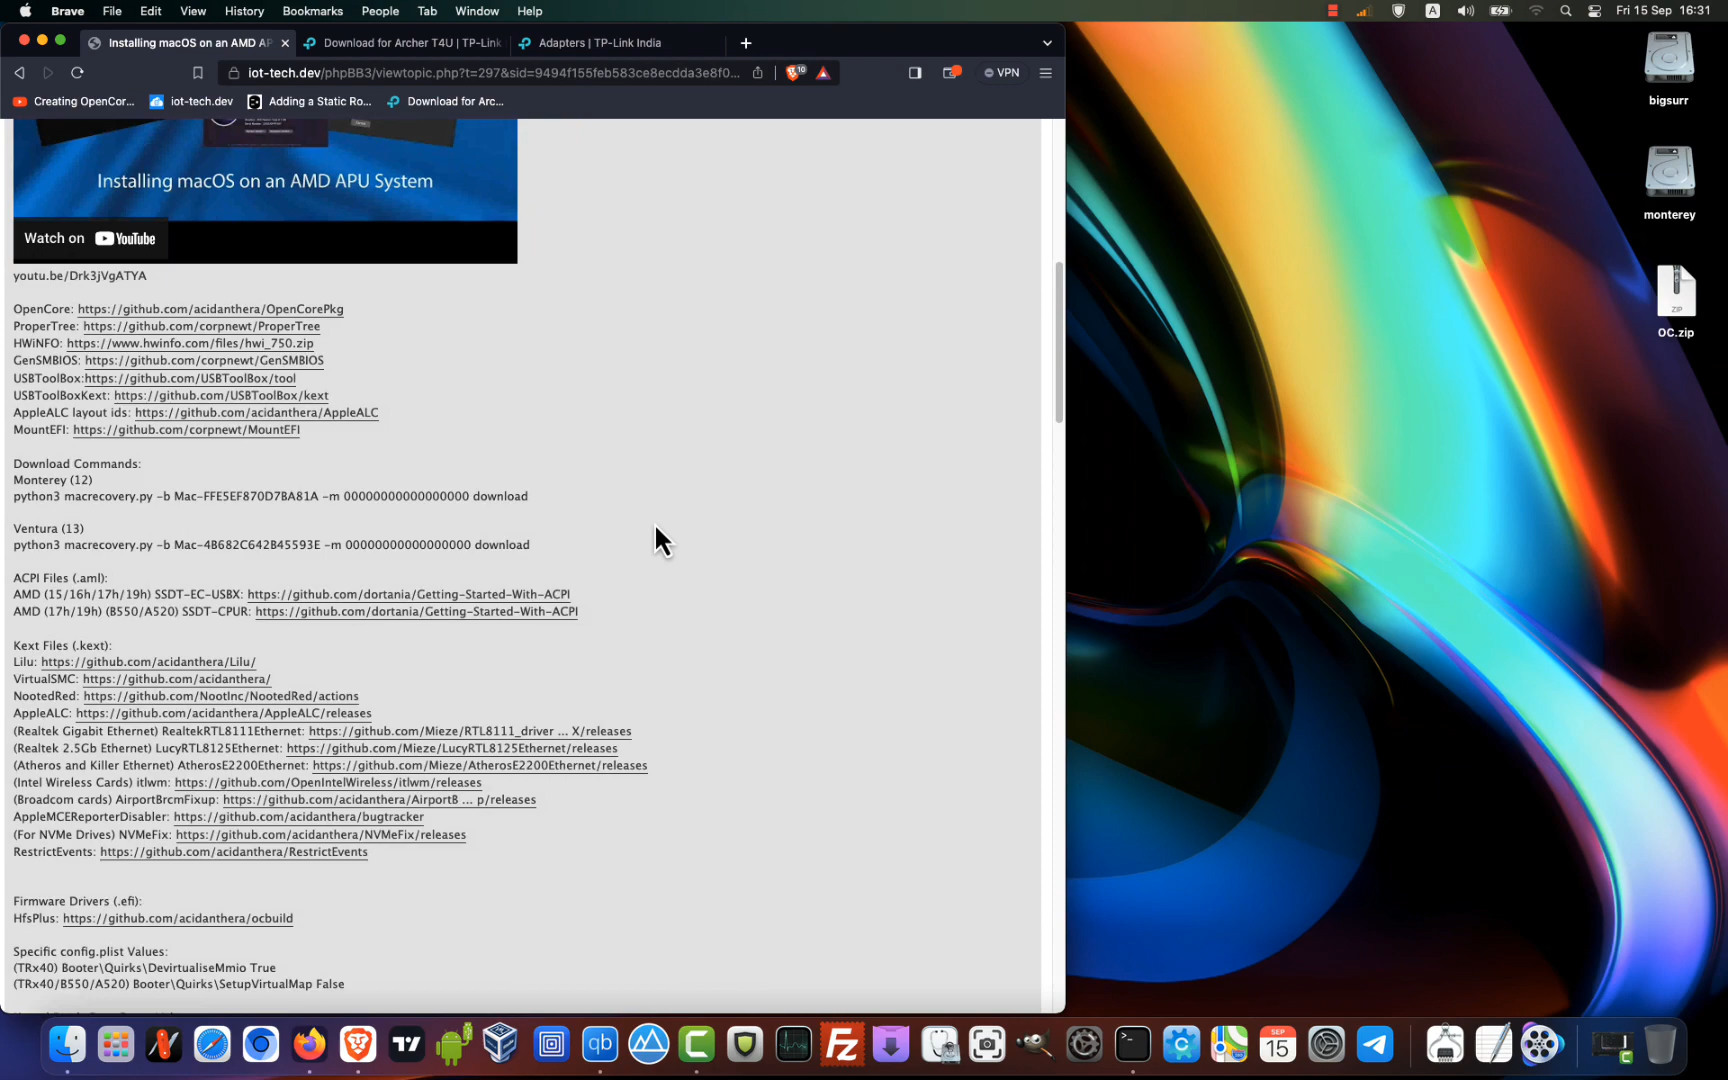 Brave File Edit View History Bookmarks People Tab Window Help
A
Fri 15 Sep 16:31
Installing macOS on an AMD AP
Download for Archer T4U | TP-Link
Adapters | TP-Link India
iot-tech.dev/phpBB3/viewtopic.php?t=297&sid=9494f155feb583ce8ecdda3e8f0...
10
VPN
Creating OpenCor...
iot-tech.dev
Adding a Static Ro...
Download for Arc...
Installing macOS on an AMD APU System
Watch on YouTube
youtu.be/Drk3jVgATYA
OpenCore: https://github.com/acidanthera/OpenCorePkg
ProperTree: https://github.com/corpnewt/ProperTree
HWiNFO: https://www.hwinfo.com/files/hwi_750.zip
GenSMBIOS: https://github.com/corpnewt/GenSMBIOS
USBToolBox:https://github.com/USBToolBox/tool
USBToolBoxKext: https://github.com/USBToolBox/kext
AppleALC layout ids: https://github.com/acidanthera/AppleALC
MountEFI: https://github.com/corpnewt/MountEFI
Download Commands:
Monterey (12)
python3 macrecovery.py -b Mac-FFE5EF870D7BA81A -m 00000000000000000 download
Ventura (13)
python3 macrecovery.py -b Mac-4B682C642B45593E -m 00000000000000000 download
ACPI Files (.aml):
AMD (15/16h/17h/19h) SSDT-EC-USBX: https://github.com/dortania/Getting-Started-With-ACPI
AMD (17h/19h) (B550/A520) SSDT-CPUR: https://github.com/dortania/Getting-Started-With-ACPI
Kext Files (.kext):
Lilu: https://github.com/acidanthera/Lilu/
VirtualSMC: https://github.com/acidanthera/
NootedRed: https://github.com/NootInc/NootedRed/actions
AppleALC: https://github.com/acidanthera/AppleALC/releases
(Realtek Gigabit Ethernet) RealtekRTL8111Ethernet: https://github.com/Mieze/RTL8111_driver ... X/releases
(Realtek 2.5Gb Ethernet) LucyRTL8125Ethernet: https://github.com/Mieze/LucyRTL8125Ethernet/releases
(Atheros and Killer Ethernet) AtherosE2200Ethernet: https://github.com/Mieze/AtherosE2200Ethernet/releases
(Intel Wireless Cards) itlwm: https://github.com/OpenIntelWireless/itlwm/releases
(Broadcom cards) AirportBrcmFixup: https://github.com/acidanthera/AirportB ... p/releases
AppleMCEReporterDisabler: https://github.com/acidanthera/bugtracker
(For NVMe Drives) NVMeFix: https://github.com/acidanthera/NVMeFix/releases
RestrictEvents: https://github.com/acidanthera/RestrictEvents
Firmware Drivers (.efi):
HfsPlus: https://github.com/acidanthera/ocbuild
Specific config.plist Values:
(TRx40) Booter\Quirks\DevirtualiseMmio True
(TRx40/B550/A520) Booter\Quirks\SetupVirtualMap False
bigsurr
monterey
ZIP
OC.zip
qb
FZ
SEP
15